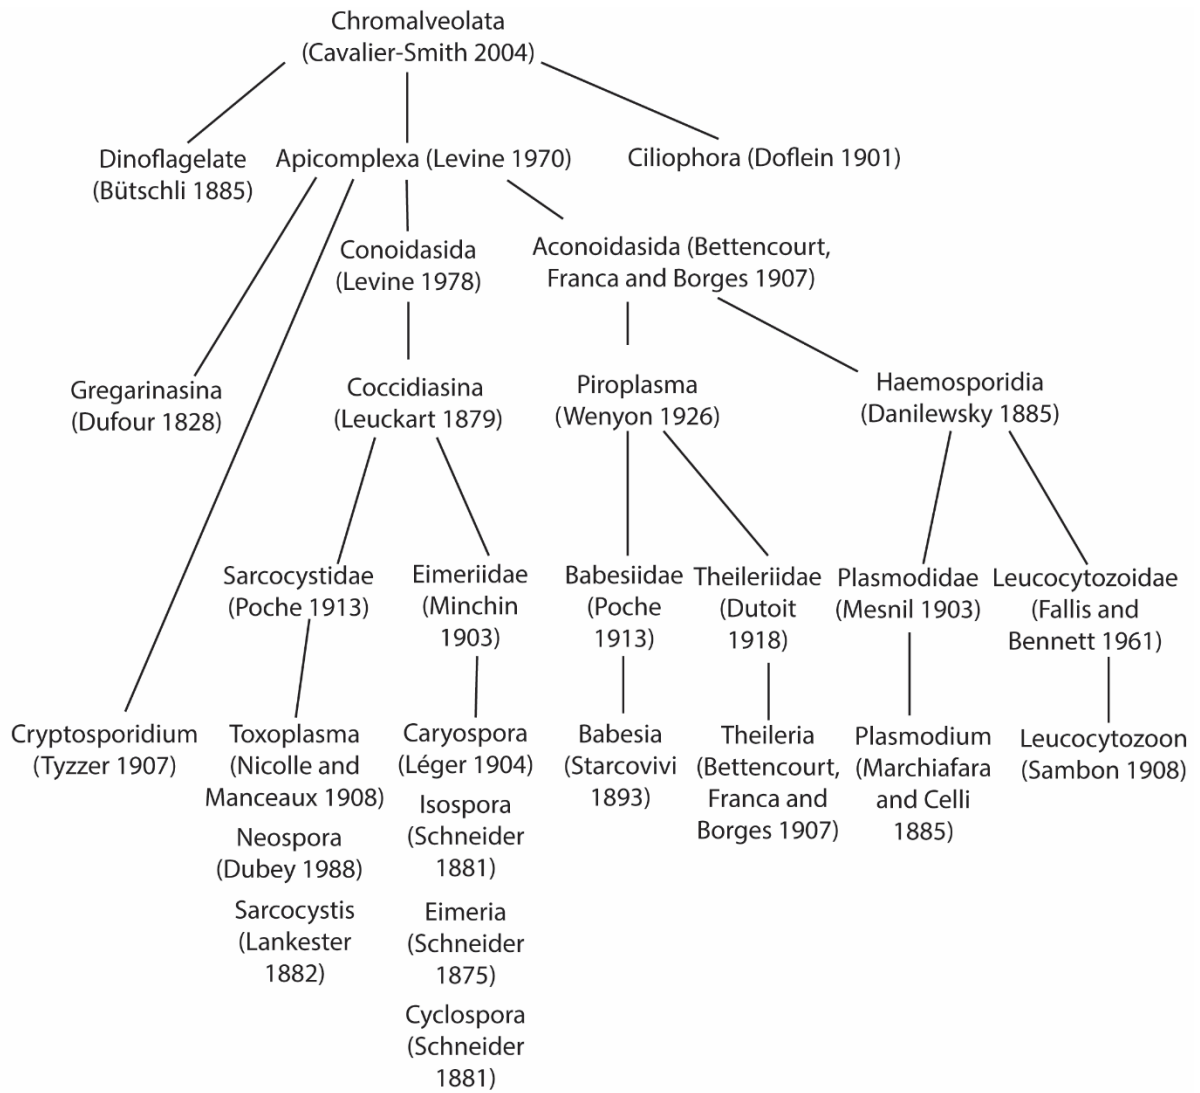 Chromalveolata
(Cavalier-Smith 2004)
Dinoflagelate
(Bütschli 1885)
Apicomplexa (Levine 1970)
Ciliophora (Doflein 1901)
Conoidasida
(Levine 1978)
Aconoidasida (Bettencourt,
Franca and Borges 1907)
Gregarinasina
(Dufour 1828)
Coccidiasina
(Leuckart 1879)
Piroplasma
(Wenyon 1926)
Haemosporidia
(Danilewsky 1885)
Sarcocystidae
(Poche 1913)
Eimeriidae
(Minchin
1903)
Babesiidae
(Poche
1913)
Theileriidae
(Dutoit
1918)
Plasmodidae
(Mesnil 1903)
Leucocytozoidae
(Fallis and
Bennett 1961)
Cryptosporidium
(Tyzzer 1907)
Toxoplasma
(Nicolle and
Manceaux 1908)
Neospora
(Dubey 1988)
Sarcocystis
(Lankester
1882)
Caryospora
(Léger 1904)
Isospora
(Schneider
1881)
Eimeria
(Schneider
1875)
Cyclospora
(Schneider
1881)
Babesia
(Starcovivi
1893)
Theileria
(Bettencourt,
Franca and
Borges 1907)
Plasmodium
(Marchiafara
and Celli
1885)
Leucocytozoon
(Sambon 1908)